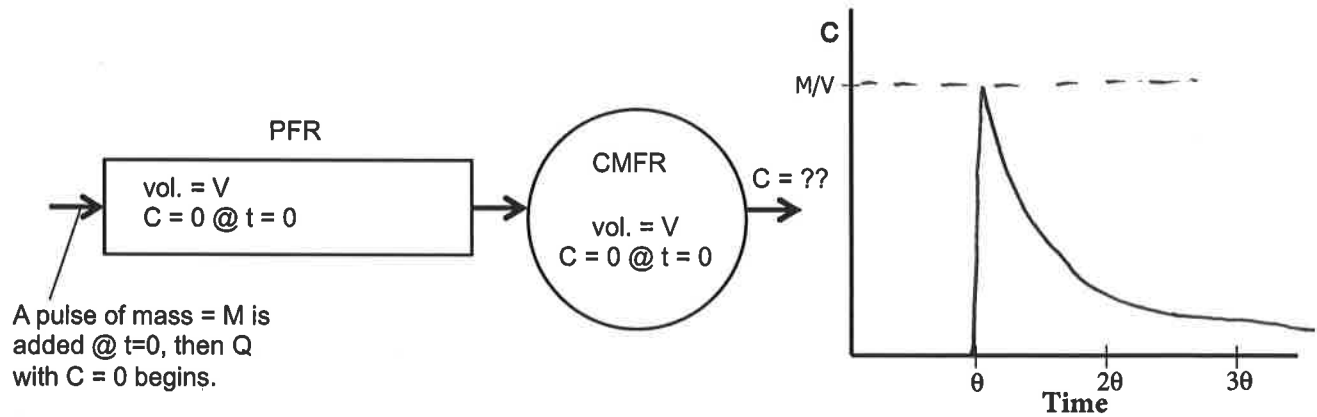 PFR
vol. = V
C = 0 @ t = 0
A pulse of mass = M is
added @ t=0, then Q
with C = 0 begins.
CMFR
vol. = V
C = 0 @ t = 0
C = ??
C
M/V
θ
2θ
3θ
Time